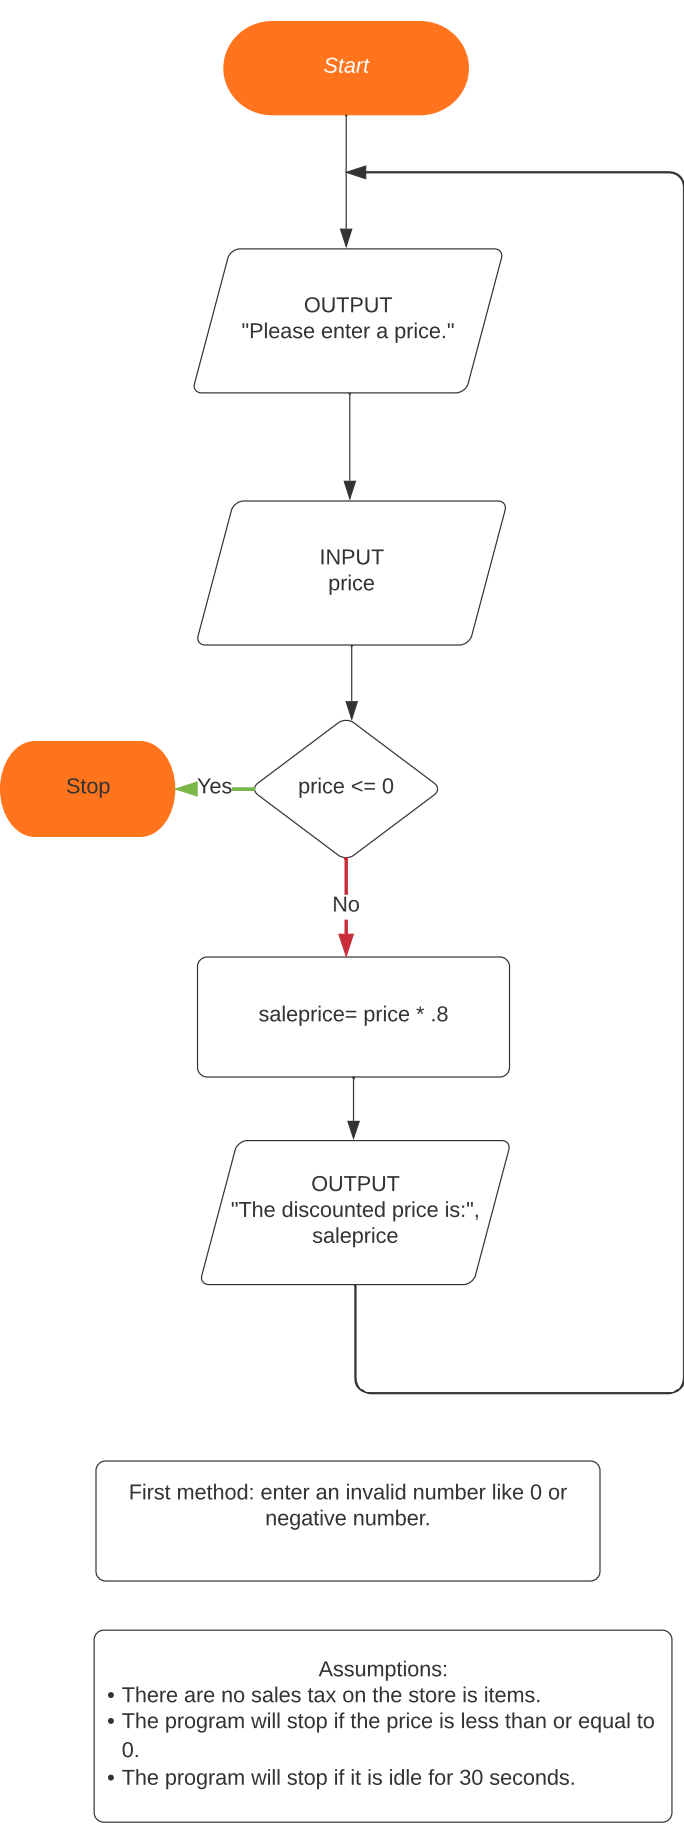 Start
OUTPUT
"Please enter a price."
INPUT
price
price <= 0
Yes
Stop
No
saleprice= price * .8
OUTPUT
"The discounted price is:",
saleprice
First method: enter an invalid number like 0 or
negative number.
Assumptions:
• There are no sales tax on the store is items.
• The program will stop if the price is less than or equal to
0.
• The program will stop if it is idle for 30 seconds.